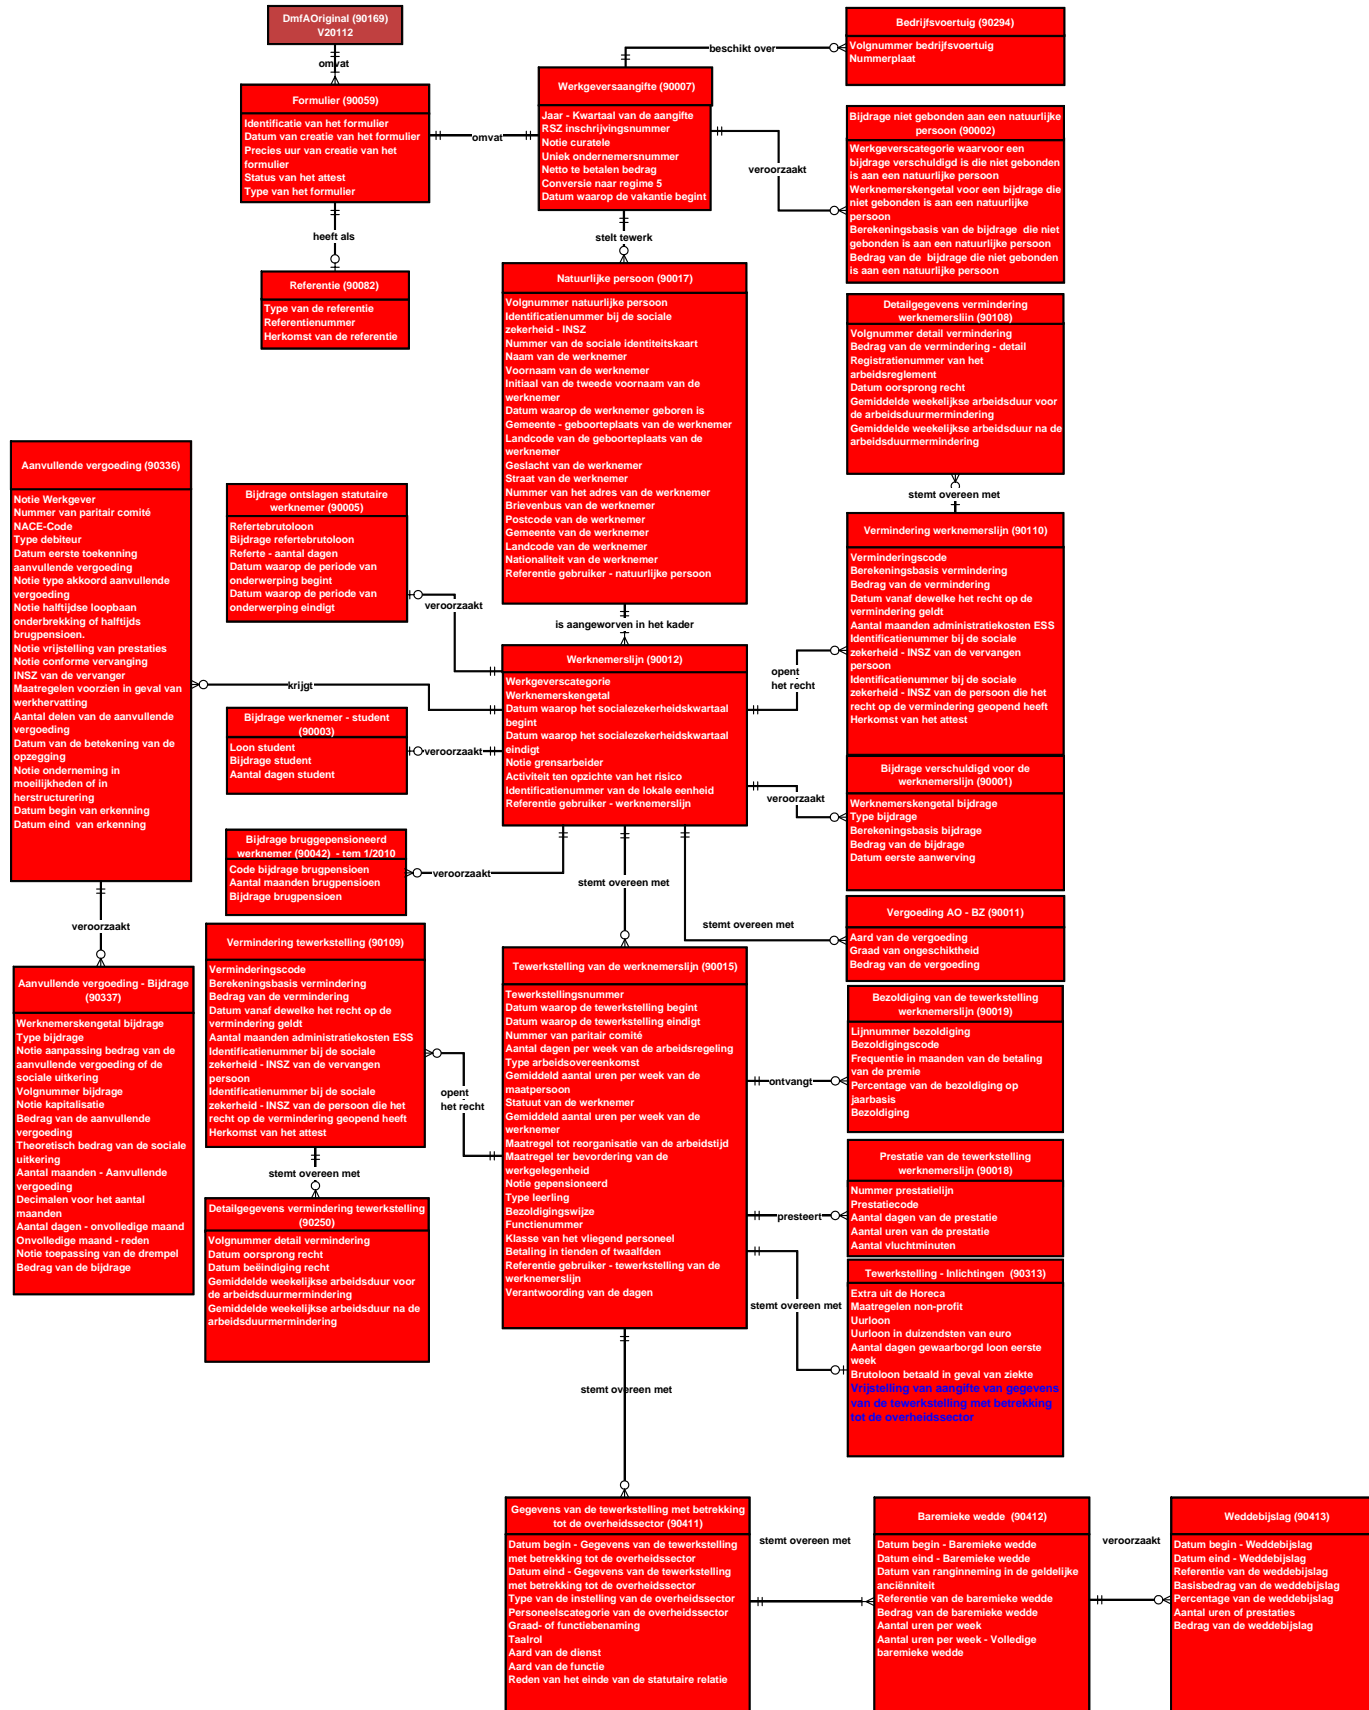 DmfAOriginal (90169)
V20112
omvat
Formulier (90059)
Identificatie van het formulier
Datum van creatie van het formulier
Precies uur van creatie van het
formulier
Status van het attest
Type van het formulier
omvat
heeft als
Referentie (90082)
Type van de referentie
Referentienummer
Herkomst van de referentie
Werkgeversaangifte (90007)
Jaar - Kwartaal van de aangifte
RSZ inschrijvingsnummer
Notie curatele
Uniek ondernemersnummer
Netto te betalen bedrag
Conversie naar regime 5
Datum waarop de vakantie begint
beschikt over
Bedrijfsvoertuig (90294)
Volgnummer bedrijfsvoertuig
Nummerplaat
veroorzaakt
Bijdrage niet gebonden aan een natuurlijke
persoon (90002)
Werkgeverscategorie waarvoor een
bijdrage verschuldigd is die niet gebonden
is aan een natuurlijke persoon
Werknemerskengetal voor een bijdrage die
niet gebonden is aan een natuurlijke
persoon
Berekeningsbasis van de bijdrage  die niet
gebonden is aan een natuurlijke persoon
Bedrag van de  bijdrage die niet gebonden
is aan een natuurlijke persoon
stelt tewerk
Natuurlijke persoon (90017)
Volgnummer natuurlijke persoon
Identificatienummer bij de sociale
zekerheid - INSZ
Nummer van de sociale identiteitskaart
Naam van de werknemer
Voornaam van de werknemer
Initiaal van de tweede voornaam van de
werknemer
Datum waarop de werknemer geboren is
Gemeente - geboorteplaats van de werknemer
Landcode van de geboorteplaats van de
werknemer
Geslacht van de werknemer
Straat van de werknemer
Nummer van het adres van de werknemer
Brievenbus van de werknemer
Postcode van de werknemer
Gemeente van de werknemer
Landcode van de werknemer
Nationaliteit van de werknemer
Referentie gebruiker - natuurlijke persoon
Detailgegevens vermindering
werknemerslijn (90108)
Volgnummer detail vermindering
Bedrag van de vermindering - detail
Registratienummer van het
arbeidsreglement
Datum oorsprong recht
Gemiddelde weekelijkse arbeidsduur voor
de arbeidsduurmermindering
Gemiddelde weekelijkse arbeidsduur na de
arbeidsduurmermindering
stemt overeen met
Vermindering werknemerslijn (90110)
Verminderingscode
Berekeningsbasis vermindering
Bedrag van de vermindering
Datum vanaf dewelke het recht op de
vermindering geldt
Aantal maanden administratiekosten ESS
Identificatienummer bij de sociale
zekerheid - INSZ van de vervangen
persoon
Identificatienummer bij de sociale
zekerheid - INSZ van de persoon die het
recht op de vermindering geopend heeft
Herkomst van het attest
Aanvullende vergoeding (90336)
Notie Werkgever
Nummer van paritair comité
NACE-Code
Type debiteur
Datum eerste toekenning
aanvullende vergoeding
Notie type akkoord aanvullende
vergoeding
Notie halftijdse loopbaan
onderbrekking of halftijds
brugpensioen.
Notie vrijstelling van prestaties
Notie conforme vervanging
INSZ van de vervanger
Maatregelen voorzien in geval van
werkhervatting
Aantal delen van de aanvullende
vergoeding
Datum van de betekening van de
opzegging
Notie onderneming in
moeilijkheden of in
herstructurering
Datum begin van erkenning
Datum eind  van erkenning
Bijdrage ontslagen statutaire
werknemer (90005)
Refertebrutoloon
Bijdrage refertebrutoloon
Referte - aantal dagen
Datum waarop de periode van
onderwerping begint
Datum waarop de periode van
onderwerping eindigt
veroorzaakt
is aangeworven in het kader
krijgt
Bijdrage werknemer - student
(90003)
Loon student
Bijdrage student
Aantal dagen student
veroorzaakt
Werknemerslijn (90012)
Werkgeverscategorie
Werknemerskengetal
Datum waarop het socialezekerheidskwartaal
begint
Datum waarop het socialezekerheidskwartaal
eindigt
Notie grensarbeider
Activiteit ten opzichte van het risico
Identificatienummer van de lokale eenheid
Referentie gebruiker - werknemerslijn
opent
het recht
veroorzaakt
Bijdrage verschuldigd voor de
werknemerslijn (90001)
Werknemerskengetal bijdrage
Type bijdrage
Berekeningsbasis bijdrage
Bedrag van de bijdrage
Datum eerste aanwerving
Bijdrage bruggepensioneerd
werknemer (90042)  - tem 1/2010
Code bijdrage brugpensioen
Aantal maanden brugpensioen
Bijdrage brugpensioen
veroorzaakt
stemt overeen met
stemt overeen met
Vergoeding AO - BZ (90011)
Aard van de vergoeding
Graad van ongeschiktheid
Bedrag van de vergoeding
veroorzaakt
Aanvullende vergoeding - Bijdrage
(90337)
Werknemerskengetal bijdrage
Type bijdrage
Notie aanpassing bedrag van de
aanvullende vergoeding of de
sociale uitkering
Volgnummer bijdrage
Notie kapitalisatie
Bedrag van de aanvullende
vergoeding
Theoretisch bedrag van de sociale
uitkering
Aantal maanden - Aanvullende
vergoeding
Decimalen voor het aantal
maanden
Aantal dagen - onvolledige maand
Onvolledige maand - reden
Notie toepassing van de drempel
Bedrag van de bijdrage
Vermindering tewerkstelling (90109)
Verminderingscode
Berekeningsbasis vermindering
Bedrag van de vermindering
Datum vanaf dewelke het recht op de
vermindering geldt
Aantal maanden administratiekosten ESS
Identificatienummer bij de sociale
zekerheid - INSZ van de vervangen
persoon
Identificatienummer bij de sociale
zekerheid - INSZ van de persoon die het
recht op de vermindering geopend heeft
Herkomst van het attest
opent
het recht
stemt overeen met
Detailgegevens vermindering tewerkstelling
(90250)
Volgnummer detail vermindering
Datum oorsprong recht
Datum beëindiging recht
Gemiddelde weekelijkse arbeidsduur voor
de arbeidsduurmermindering
Gemiddelde weekelijkse arbeidsduur na de
arbeidsduurmermindering
Tewerkstelling van de werknemerslijn (90015)
Tewerkstellingsnummer
Datum waarop de tewerkstelling begint
Datum waarop de tewerkstelling eindigt
Nummer van paritair comité
Aantal dagen per week van de arbeidsregeling
Type arbeidsovereenkomst
Gemiddeld aantal uren per week van de
maatpersoon
Statuut van de werknemer
Gemiddeld aantal uren per week van de
werknemer
Maatregel tot reorganisatie van de arbeidstijd
Maatregel ter bevordering van de
werkgelegenheid
Notie gepensioneerd
Type leerling
Bezoldigingswijze
Functienummer
Klasse van het vliegend personeel
Betaling in tienden of twaalfden
Referentie gebruiker - tewerkstelling van de
werknemerslijn
Verantwoording van de dagen
ontvangt
Bezoldiging van de tewerkstelling
werknemerslijn (90019)
Lijnnummer bezoldiging
Bezoldigingscode
Frequentie in maanden van de betaling
van de premie
Percentage van de bezoldiging op
jaarbasis
Bezoldiging
presteert
Prestatie van de tewerkstelling
werknemerslijn (90018)
Nummer prestatielijn
Prestatiecode
Aantal dagen van de prestatie
Aantal uren van de prestatie
Aantal vluchtminuten
stemt overeen met
Tewerkstelling - Inlichtingen  (90313)
Extra uit de Horeca
Maatregelen non-profit
Uurloon
Uurloon in duizendsten van euro
Aantal dagen gewaarborgd loon eerste
week
Brutoloon betaald in geval van ziekte
Vrijstelling van aangifte van gegevens
van de tewerkstelling met betrekking
tot de overheidssector
stemt overeen met
Gegevens van de tewerkstelling met betrekking
tot de overheidssector (90411)
Datum begin - Gegevens van de tewerkstelling
met betrekking tot de overheidssector
Datum eind - Gegevens van de tewerkstelling
met betrekking tot de overheidssector
Type van de instelling van de overheidssector
Personeelscategorie van de overheidssector
Graad- of functiebenaming
Taalrol
Aard van de dienst
Aard van de functie
Reden van het einde van de statutaire relatie
stemt overeen met
Baremieke wedde  (90412)
Datum begin - Baremieke wedde
Datum eind - Baremieke wedde
Datum van ranginneming in de geldelijke
anciënniteit
Referentie van de baremieke wedde
Bedrag van de baremieke wedde
Aantal uren per week
Aantal uren per week - Volledige
baremieke wedde
veroorzaakt
Weddebijslag (90413)
Datum begin - Weddebijslag
Datum eind - Weddebijslag
Referentie van de weddebijslag
Basisbedrag van de weddebijslag
Percentage van de weddebijslag
Aantal uren of prestaties
Bedrag van de weddebijslag